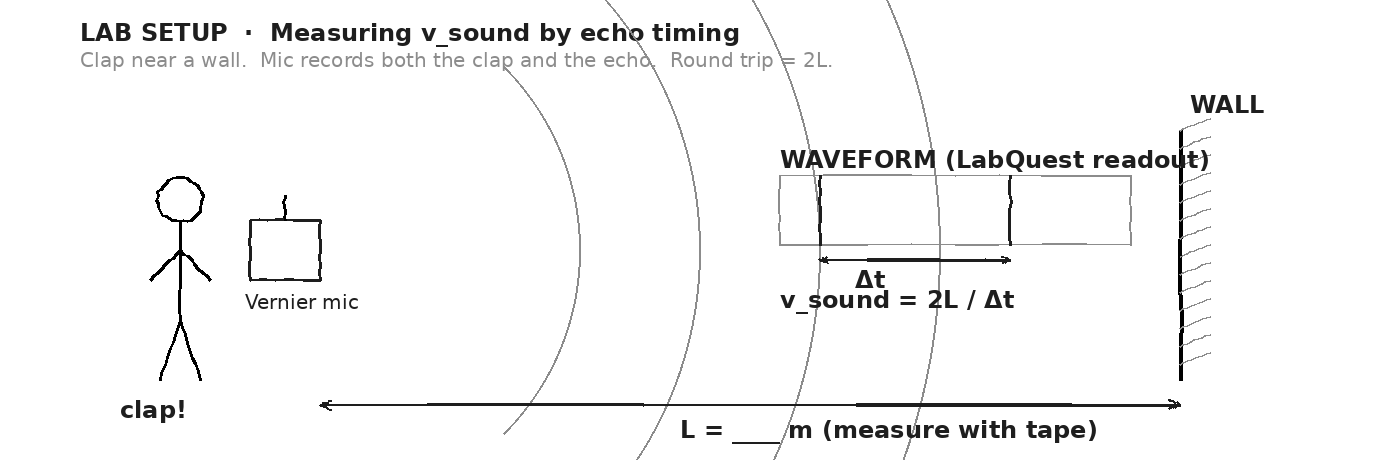 LAB SETUP · Measuring v_sound by echo timing
Clap near a wall. Mic records both the clap and the echo. Round trip = 2L.
WALL
WAVEFORM (LabQuest readout)
Δt
v_sound = 2L / Δt
Vernier mic
clap!
L = ____ m (measure with tape)